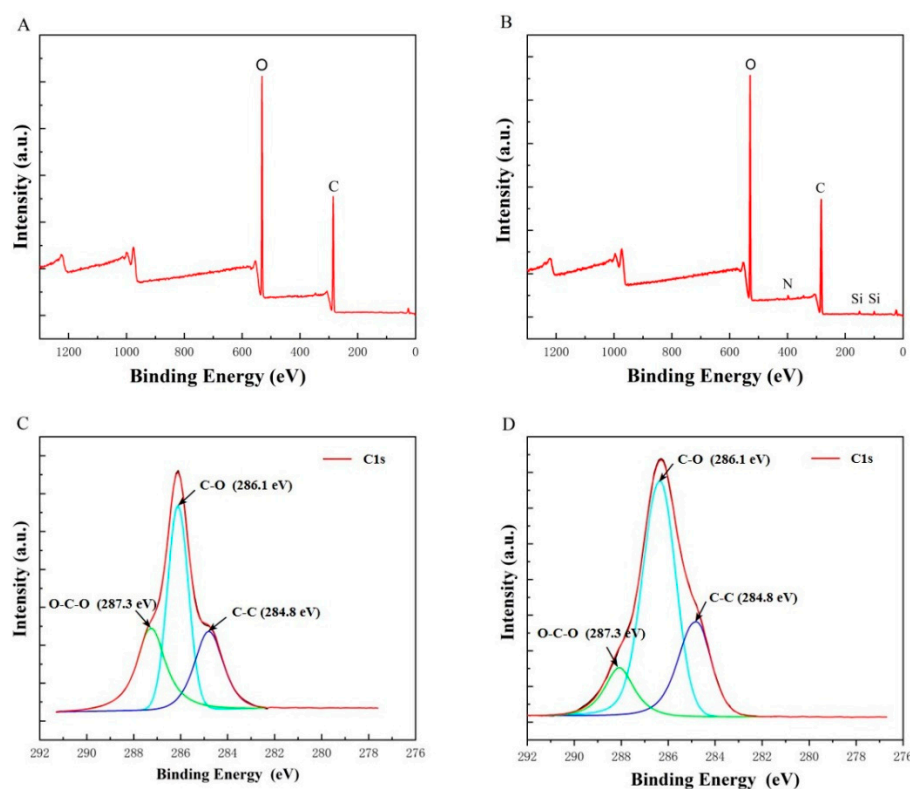 A
O
C
Intensity (a.u.)
1200 1000 800 600 400 200 0
Binding Energy (eV)
B
O
C
N
Si Si
Intensity (a.u.)
1200 1000 800 600 400 200 0
Binding Energy (eV)
C
C1s
C-O (286.1 eV)
O-C-O (287.3 eV)
C-C (284.8 eV)
Intensity (a.u.)
292 290 288 286 284 282 280 278 276
Binding Energy (eV)
D
C1s
C-O (286.1 eV)
C-C (284.8 eV)
O-C-O (287.3 eV)
Intensity (a.u.)
292 290 288 286 284 282 280 278 276
Binding Energy (eV)